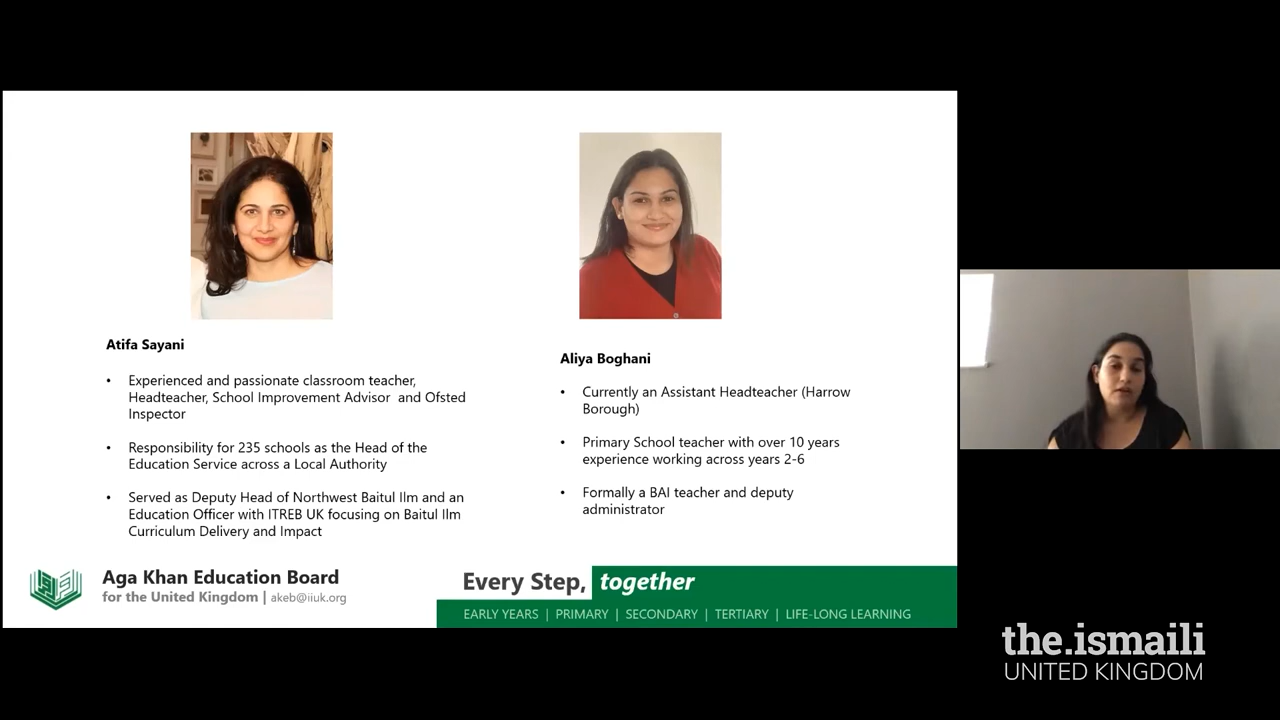 Atifa Sayani
• Experienced and passionate classroom teacher,
Headteacher, School Improvement Advisor and Ofsted
Inspector
• Responsibility for 235 schools as the Head of the
Education Service across a Local Authority
• Served as Deputy Head of Northwest Baitul Ilm and an
Education Officer with ITREB UK focusing on Baitul Ilm
Curriculum Delivery and Impact
Aliya Boghani
• Currently an Assistant Headteacher (Harrow
Borough)
• Primary School teacher with over 10 years
experience working across years 2-6
• Formally a BAI teacher and deputy
administrator
Aga Khan Education Board
for the United Kingdom | akeb@iiuk.org
Every Step, together
EARLY YEARS | PRIMARY | SECONDARY | TERTIARY | LIFE-LONG LEARNING
the.ismaili
UNITED KINGDOM